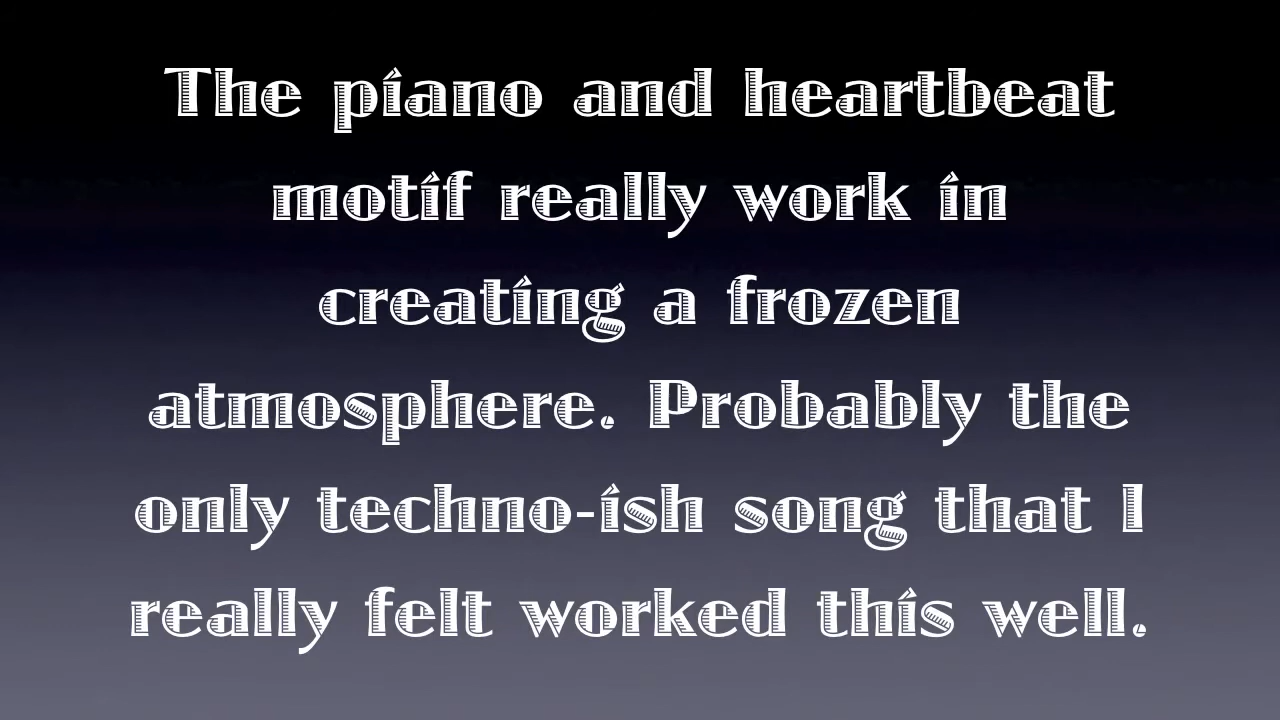 The piano and heartbeat
motif really work in
creating a frozen
atmosphere. Probably the
only techno-ish song that I
really felt worked this well.